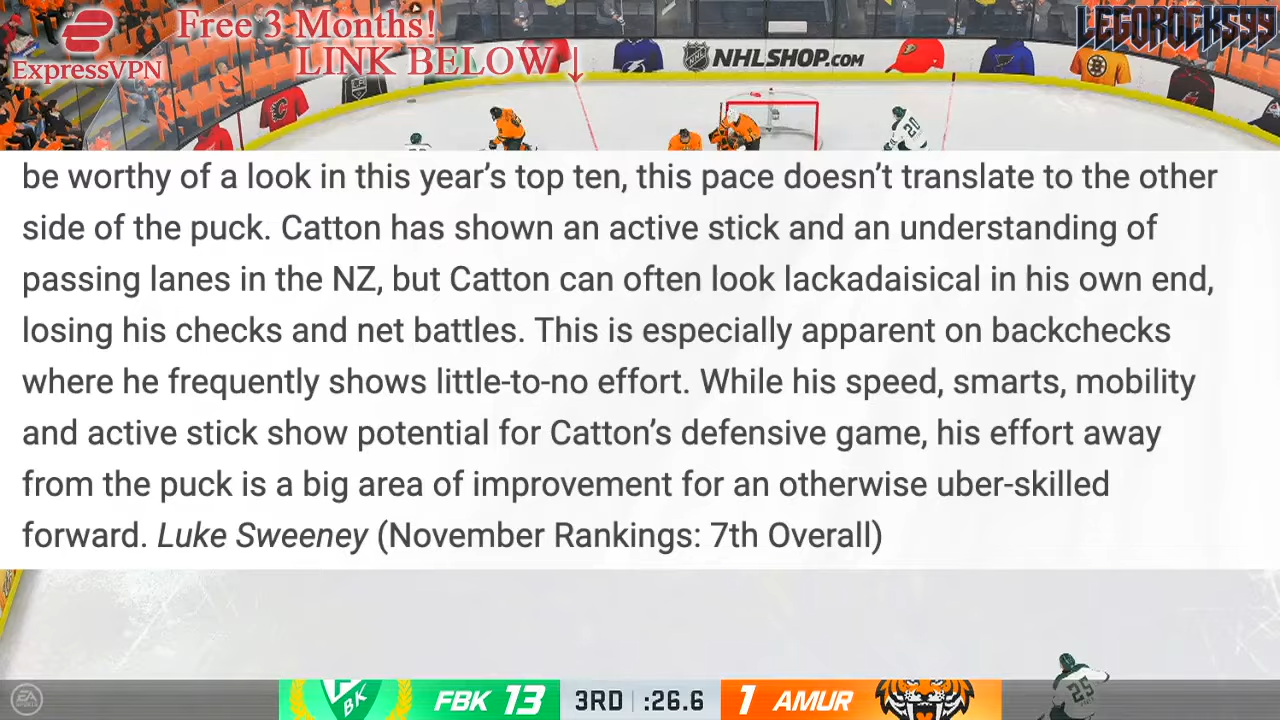 Free 3 Months!
LINK BELOW ↓
ExpressVPN
LEGOROCKS99
NHLSHOP.COM
20
be worthy of a look in this year’s top ten, this pace doesn’t translate to the other
side of the puck. Catton has shown an active stick and an understanding of
passing lanes in the NZ, but Catton can often look lackadaisical in his own end,
losing his checks and net battles. This is especially apparent on backchecks
where he frequently shows little-to-no effort. While his speed, smarts, mobility
and active stick show potential for Catton’s defensive game, his effort away
from the puck is a big area of improvement for an otherwise uber-skilled
forward. Luke Sweeney (November Rankings: 7th Overall)
25
EA
FBK 13 3RD :26.6 1 AMUR
BK